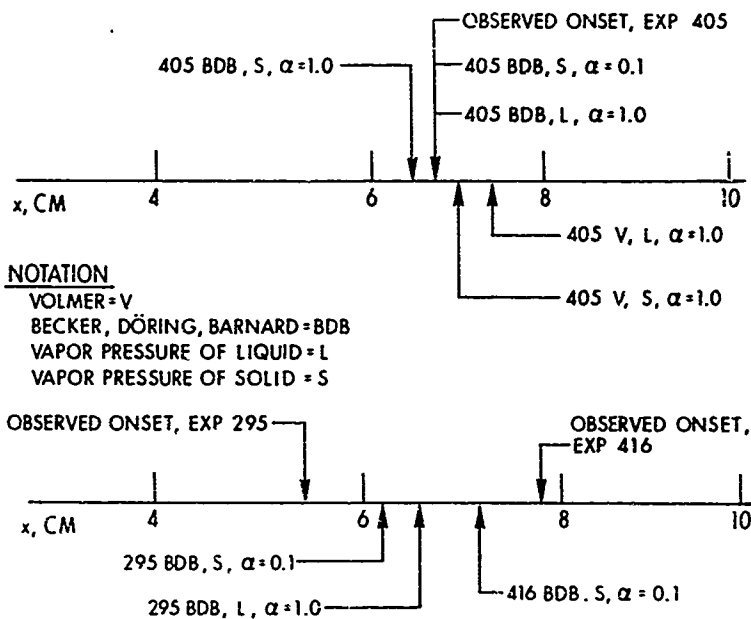 OBSERVED ONSET, EXP 405
405 BDB, S, α=1.0
405 BDB, S, α=0.1
405 BDB, L, α=1.0
x, CM
4
6
8
10
405 V, L, α=1.0
405 V, S, α=1.0
NOTATION
VOLMER=V
BECKER, DÖRING, BARNARD=BDB
VAPOR PRESSURE OF LIQUID=L
VAPOR PRESSURE OF SOLID=S
OBSERVED ONSET, EXP 295
OBSERVED ONSET,
EXP 416
x, CM
4
6
8
10
295 BDB, S, α=0.1
295 BDB, L, α=1.0
416 BDB. S, α=0.1